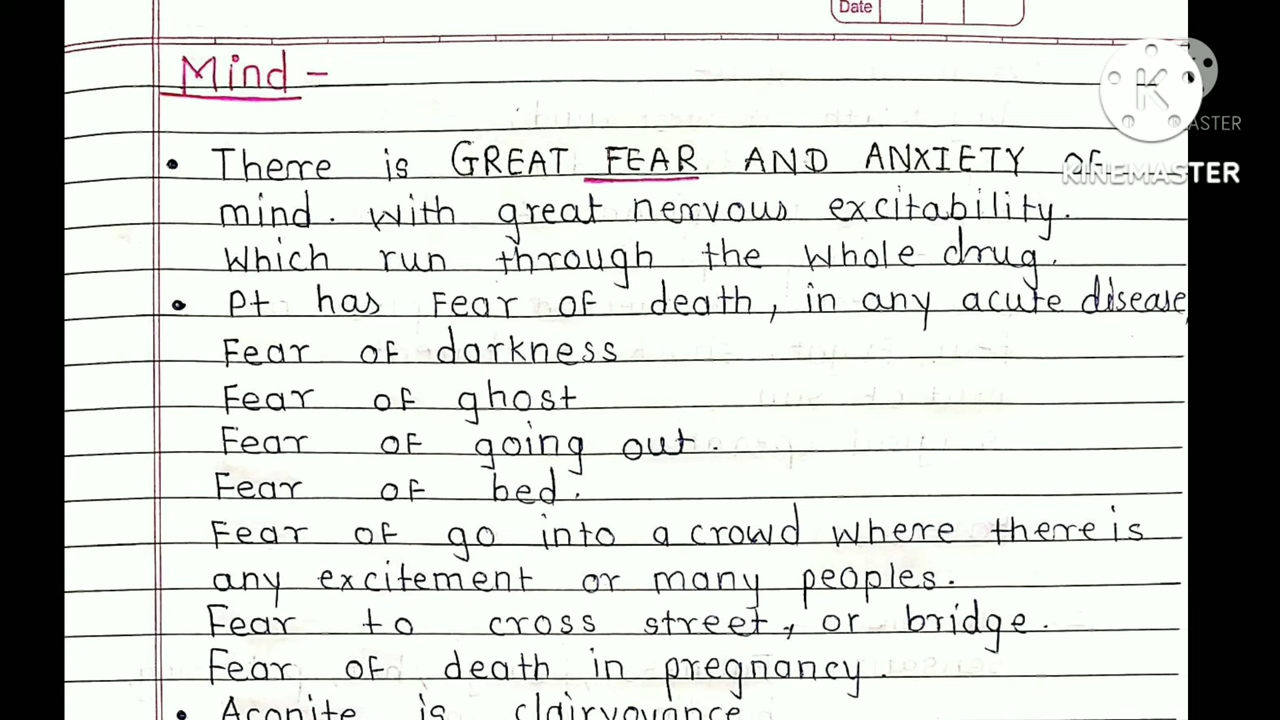 Date
Mind -
• There is GREAT FEAR AND ANXIETY of
mind. with great nervous excitability.
Which run through the whole drug.
• Pt has Fear of death, in any acute disease,
Fear of darkness
Fear of ghost
Fear of going out.
Fear of bed.
Fear of go into a crowd where there is
any excitement or many peoples.
Fear to cross street, or bridge.
Fear of death in pregnancy.
• Aconite is clairvoyance
K
MASTER
KINEMASTER